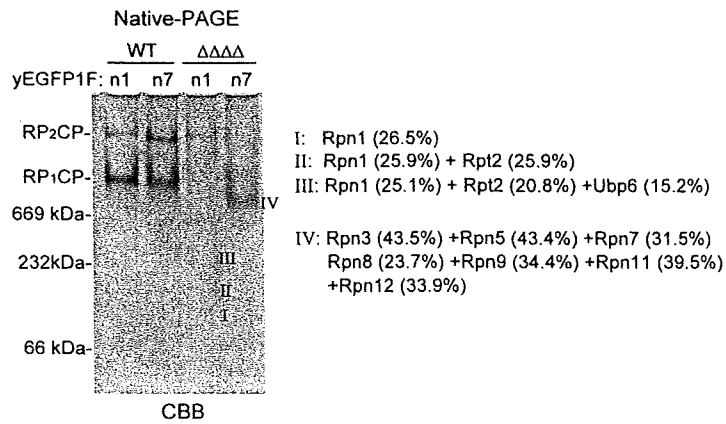 Native-PAGE
WT ΔΔΔΔ
yEGFP1F: n1 n7 n1 n7
RP₂CP-
RP₁CP-
669 kDa-
232kDa-
66 kDa-
IV
III
II
I
CBB
I: Rpn1 (26.5%)
II: Rpn1 (25.9%) + Rpt2 (25.9%)
III: Rpn1 (25.1%) + Rpt2 (20.8%) +Ubp6 (15.2%)
IV: Rpn3 (43.5%) +Rpn5 (43.4%) +Rpn7 (31.5%)
Rpn8 (23.7%) +Rpn9 (34.4%) +Rpn11 (39.5%)
+Rpn12 (33.9%)